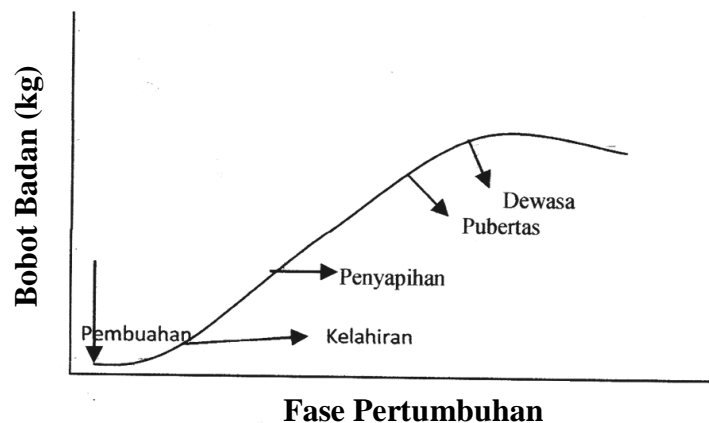 Bobot Badan (kg)
Dewasa
Pubertas
Penyapihan
Pembuahan
Kelahiran
Fase Pertumbuhan